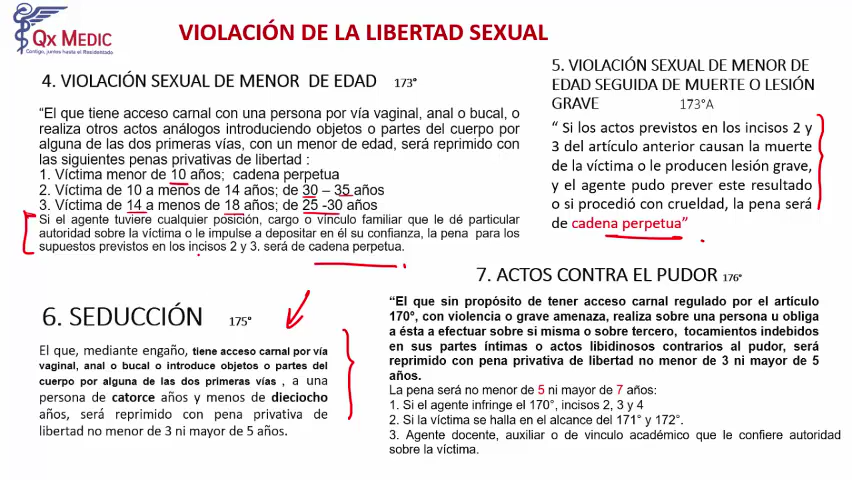 Qx MEDIC
Contigo, juntos hasta el Residentado
VIOLACIÓN DE LA LIBERTAD SEXUAL
4. VIOLACIÓN SEXUAL DE MENOR DE EDAD 173°
“El que tiene acceso carnal con una persona por vía vaginal, anal o bucal, o
realiza otros actos análogos introduciendo objetos o partes del cuerpo por
alguna de las dos primeras vías, con un menor de edad, será reprimido con
las siguientes penas privativas de libertad :
1. Víctima menor de 10 años; cadena perpetua
2. Víctima de 10 a menos de 14 años; de 30 – 35 años
3. Víctima de 14 a menos de 18 años; de 25 -30 años
Si el agente tuviere cualquier posición, cargo o vínculo familiar que le dé particular
autoridad sobre la víctima o le impulse a depositar en él su confianza, la pena para los
supuestos previstos en los incisos 2 y 3. será de cadena perpetua.
5. VIOLACIÓN SEXUAL DE MENOR DE
EDAD SEGUIDA DE MUERTE O LESIÓN
GRAVE 173°A
“ Si los actos previstos en los incisos 2 y
3 del artículo anterior causan la muerte
de la víctima o le producen lesión grave,
y el agente pudo prever este resultado
o si procedió con crueldad, la pena será
de cadena perpetua”
6. SEDUCCIÓN 175°
El que, mediante engaño, tiene acceso carnal por vía
vaginal, anal o bucal o introduce objetos o partes del
cuerpo por alguna de las dos primeras vías , a una
persona de catorce años y menos de dieciocho
años, será reprimido con pena privativa de
libertad no menor de 3 ni mayor de 5 años.
7. ACTOS CONTRA EL PUDOR 176°
“El que sin propósito de tener acceso carnal regulado por el artículo
170°, con violencia o grave amenaza, realiza sobre una persona u obliga
a ésta a efectuar sobre si misma o sobre tercero, tocamientos indebidos
en sus partes íntimas o actos libidinosos contrarios al pudor, será
reprimido con pena privativa de libertad no menor de 3 ni mayor de 5
años.
La pena será no menor de 5 ni mayor de 7 años:
1. Si el agente infringe el 170°, incisos 2, 3 y 4
2. Si la víctima se halla en el alcance del 171° y 172°.
3. Agente docente, auxiliar o de vinculo académico que le confiere autoridad
sobre la víctima.